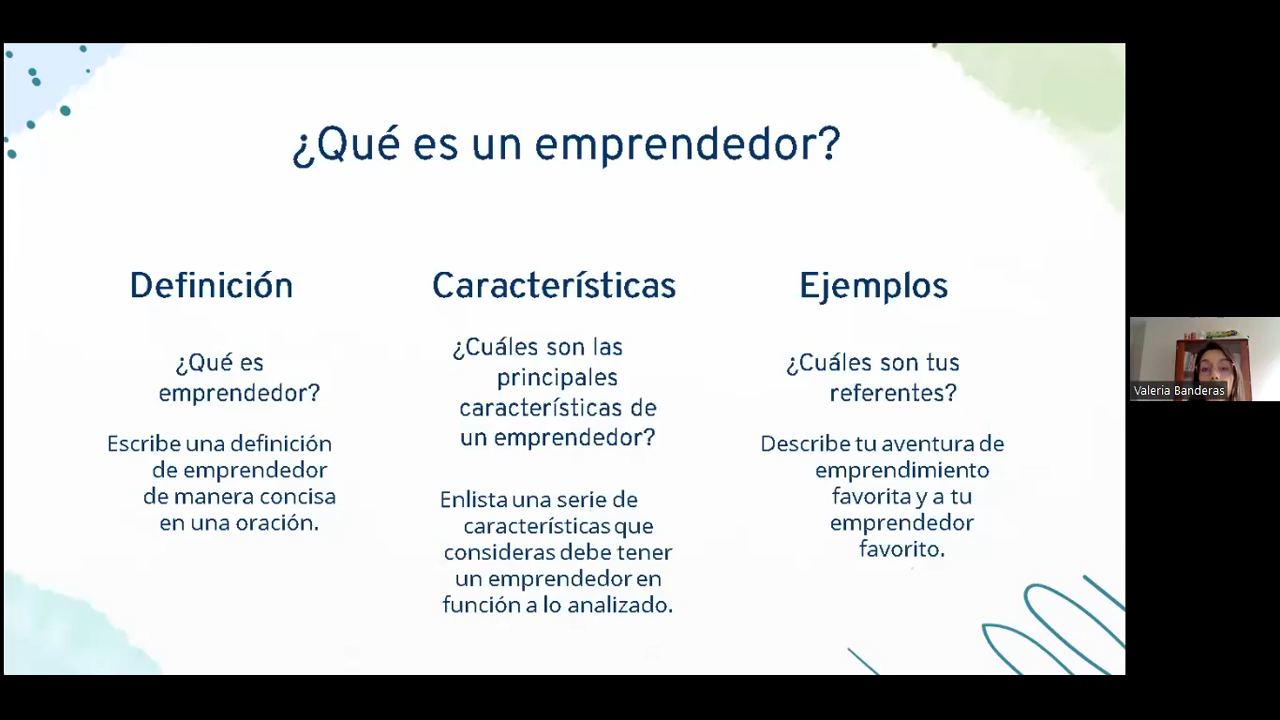 ¿Qué es un emprendedor?
Definición
¿Qué es
emprendedor?
Escribe una definición
de emprendedor
de manera concisa
en una oración.
Características
¿Cuáles son las
principales
características de
un emprendedor?
Enlista una serie de
características que
consideras debe tener
un emprendedor en
función a lo analizado.
Ejemplos
¿Cuáles son tus
referentes?
Describe tu aventura de
emprendimiento
favorita y a tu
emprendedor
favorito.
Valeria Banderas